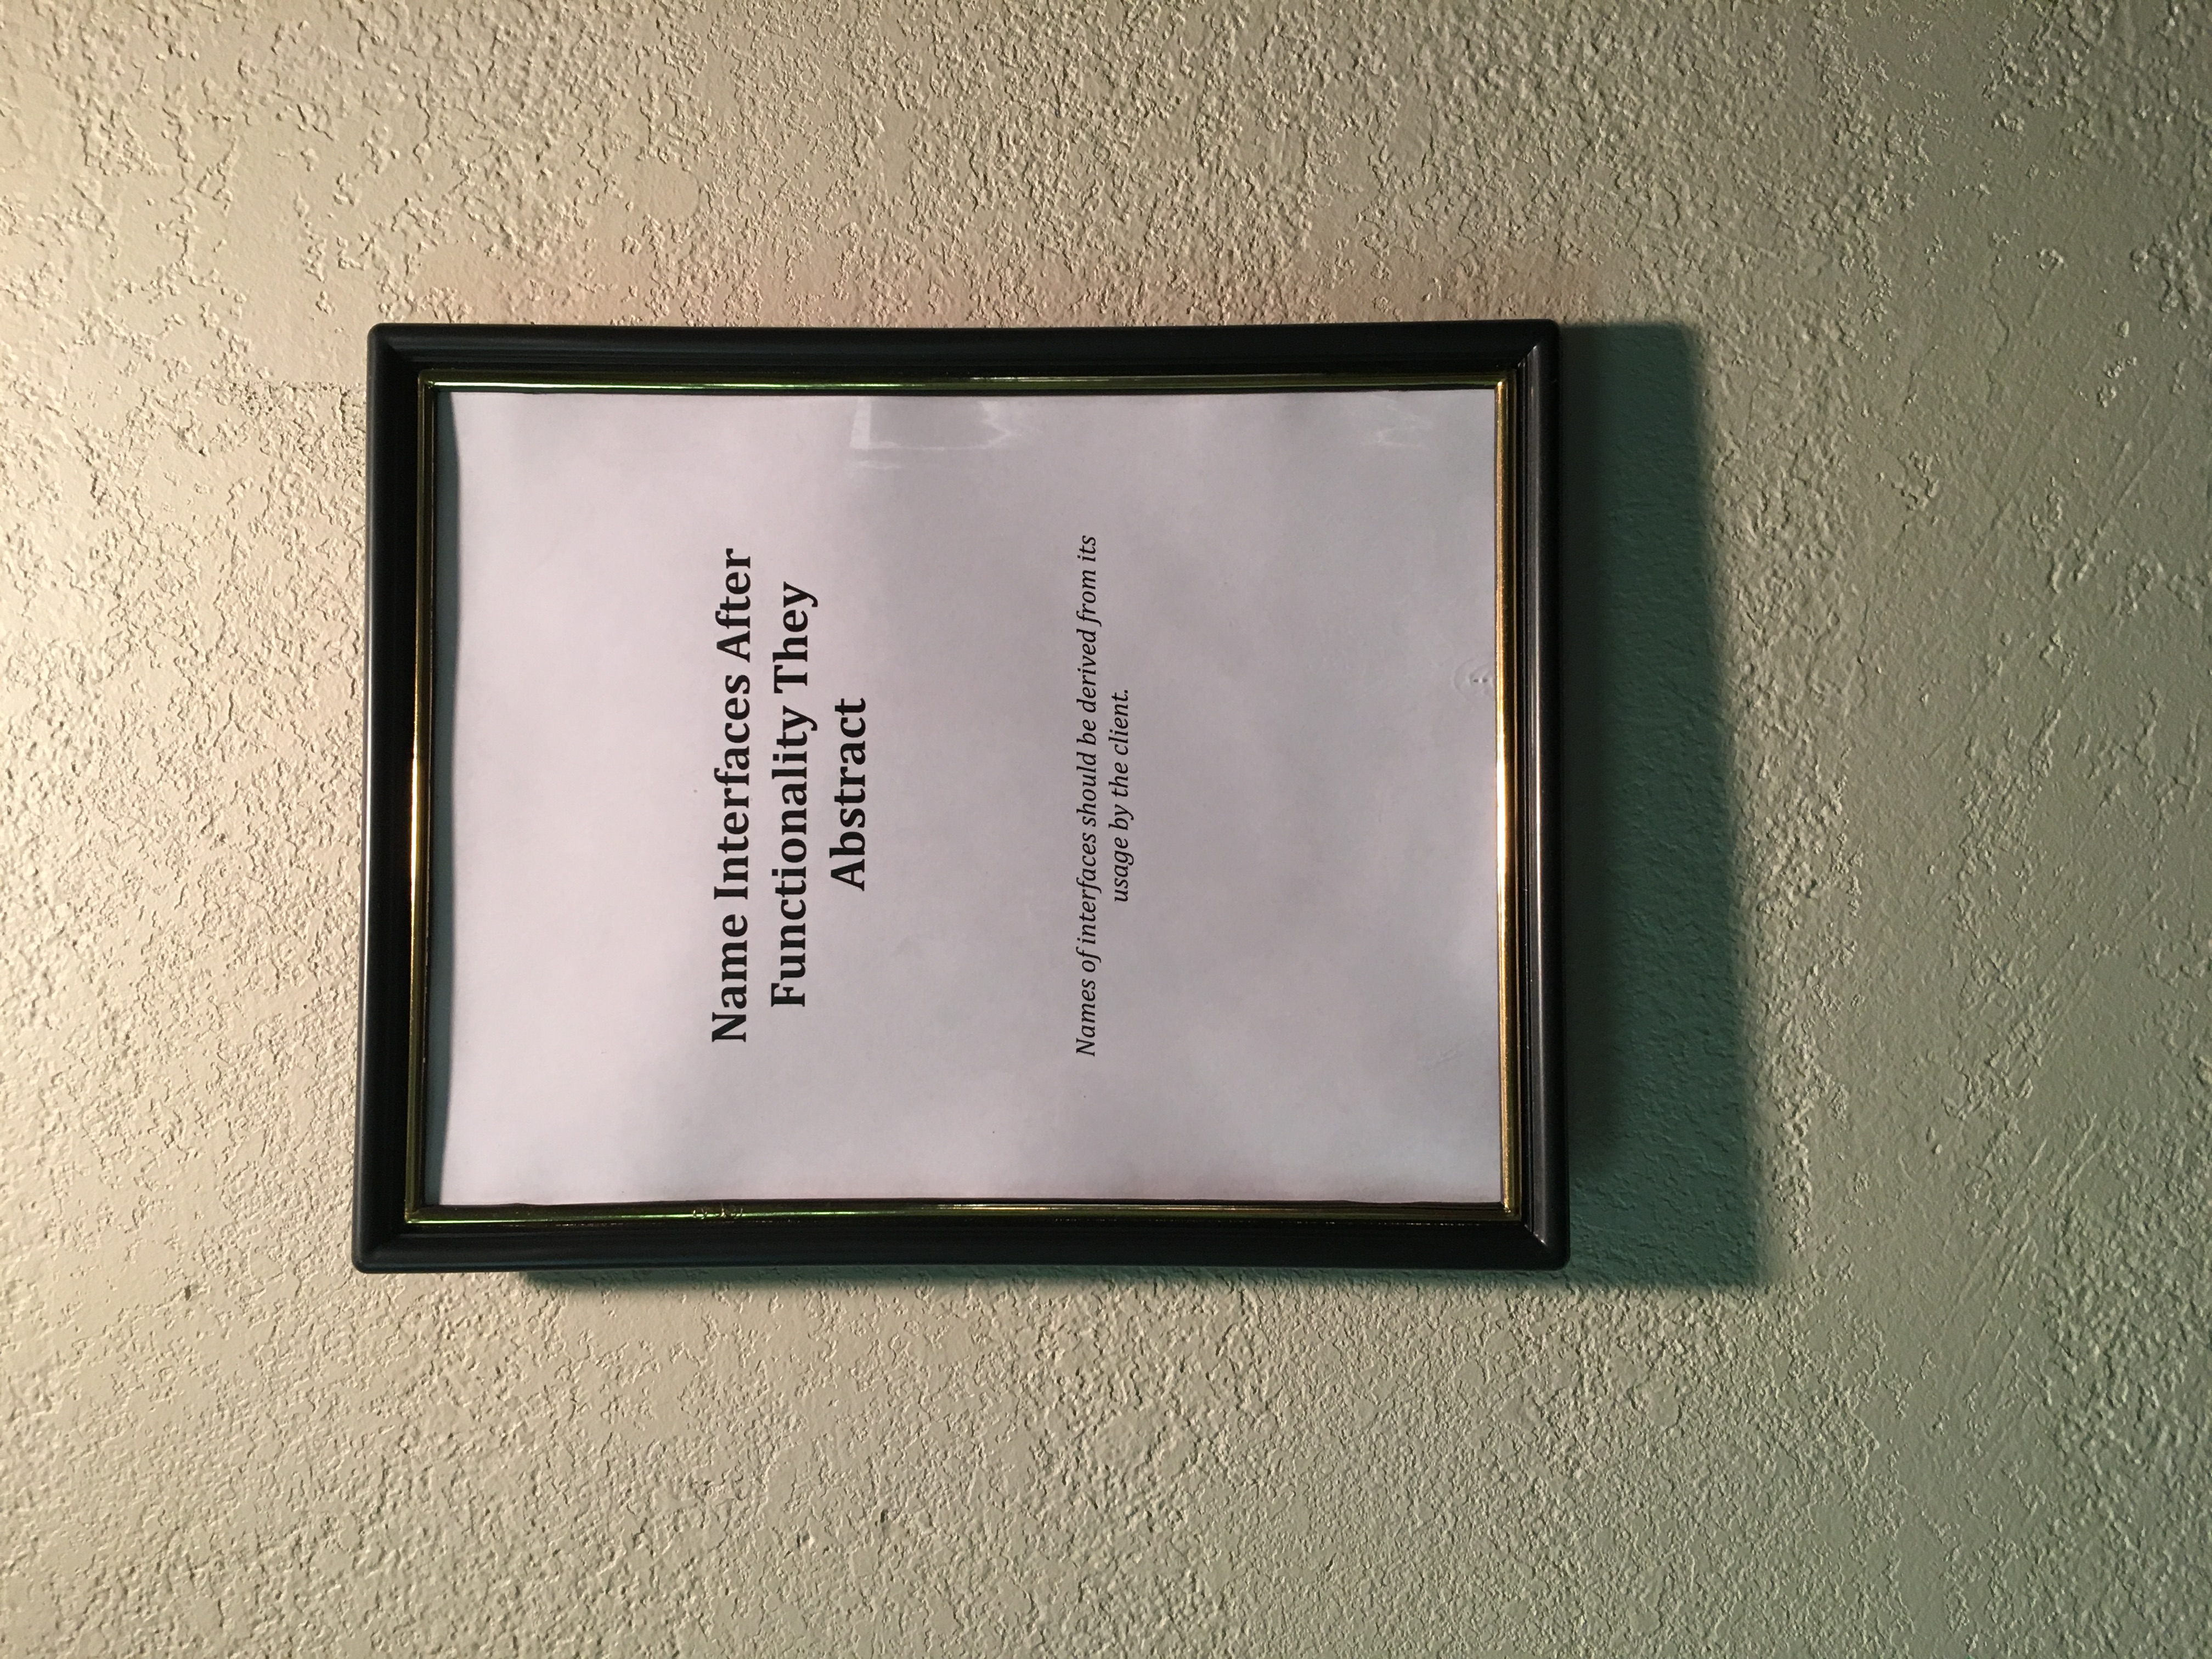 Name Interfaces After
Functionality They
Abstract
Names of interfaces should be derived from its
usage by the client.